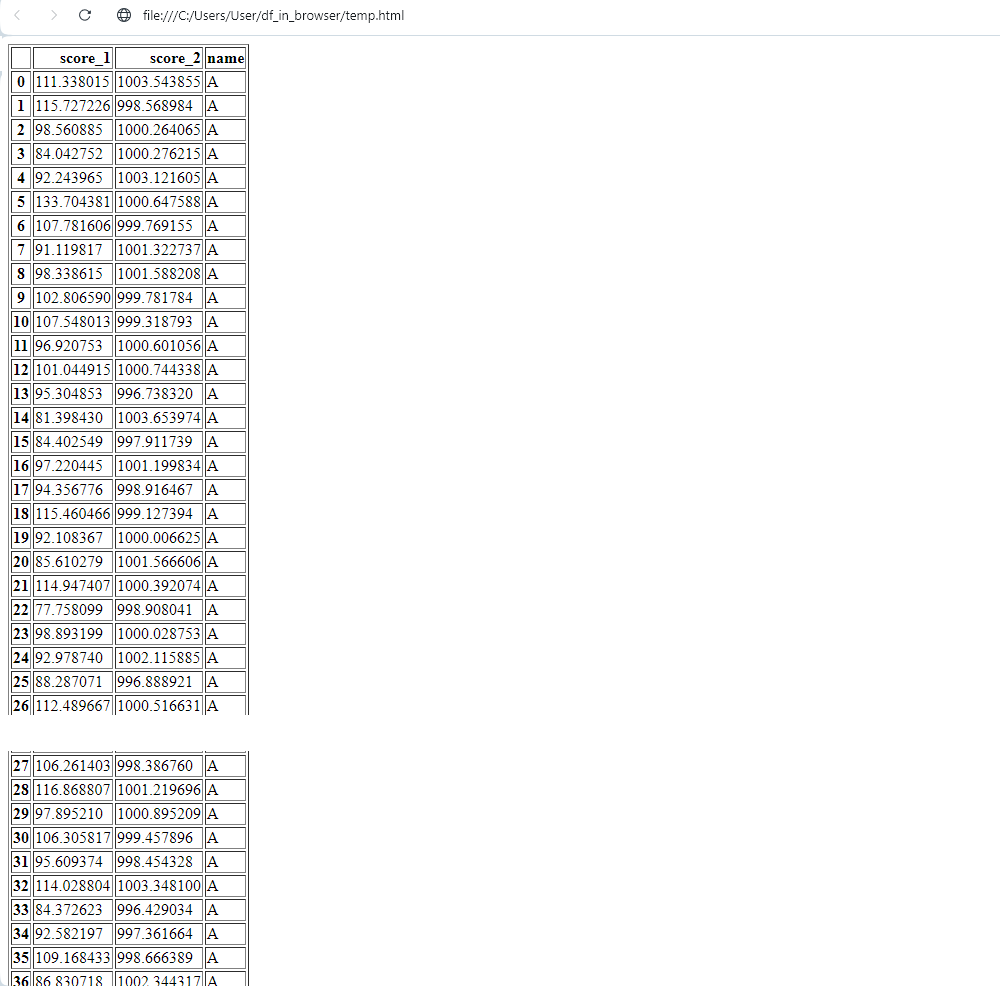 file:///C:/Users/User/df_in_browser/temp.html
score_1 score_2 name
0 111.338015 1003.543855 A
1 115.727226 998.568984 A
2 98.560885 1000.264065 A
3 84.042752 1000.276215 A
4 92.243965 1003.121605 A
5 133.704381 1000.647588 A
6 107.781606 999.769155 A
7 91.119817 1001.322737 A
8 98.338615 1001.588208 A
9 102.806590 999.781784 A
10 107.548013 999.318793 A
11 96.920753 1000.601056 A
12 101.044915 1000.744338 A
13 95.304853 996.738320 A
14 81.398430 1003.653974 A
15 84.402549 997.911739 A
16 97.220445 1001.199834 A
17 94.356776 998.916467 A
18 115.460466 999.127394 A
19 92.108367 1000.006625 A
20 85.610279 1001.566606 A
21 114.947407 1000.392074 A
22 77.758099 998.908041 A
23 98.893199 1000.028753 A
24 92.978740 1002.115885 A
25 88.287071 996.888921 A
26 112.489667 1000.516631 A
27 106.261403 998.386760 A
28 116.868807 1001.219696 A
29 97.895210 1000.895209 A
30 106.305817 999.457896 A
31 95.609374 998.454328 A
32 114.028804 1003.348100 A
33 84.372623 996.429034 A
34 92.582197 997.361664 A
35 109.168433 998.666389 A
36 86.830718 1002.344317 A